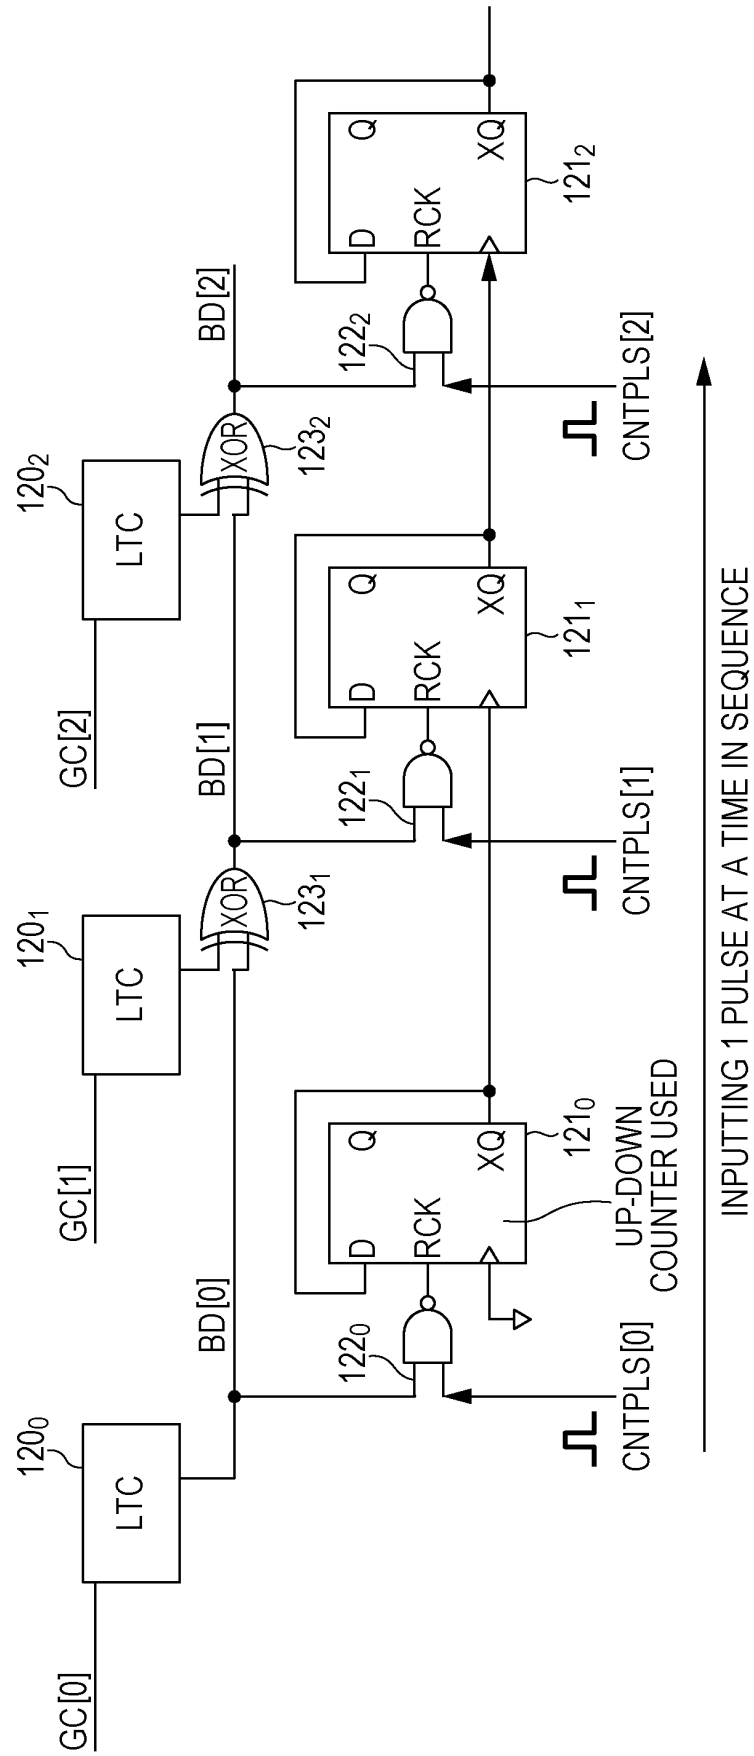 GC[0]
120₀
LTC
BD[0]
GC[1]
120₁
LTC
XOR
123₁
BD[1]
GC[2]
120₂
LTC
XOR
123₂
BD[2]
122₀
D
Q
RCK
XQ
121₀
UP-DOWN
COUNTER USED
CNTPLS[0]
122₁
D
Q
RCK
XQ
121₁
CNTPLS[1]
122₂
D
Q
RCK
XQ
121₂
CNTPLS[2]
INPUTTING 1 PULSE AT A TIME IN SEQUENCE